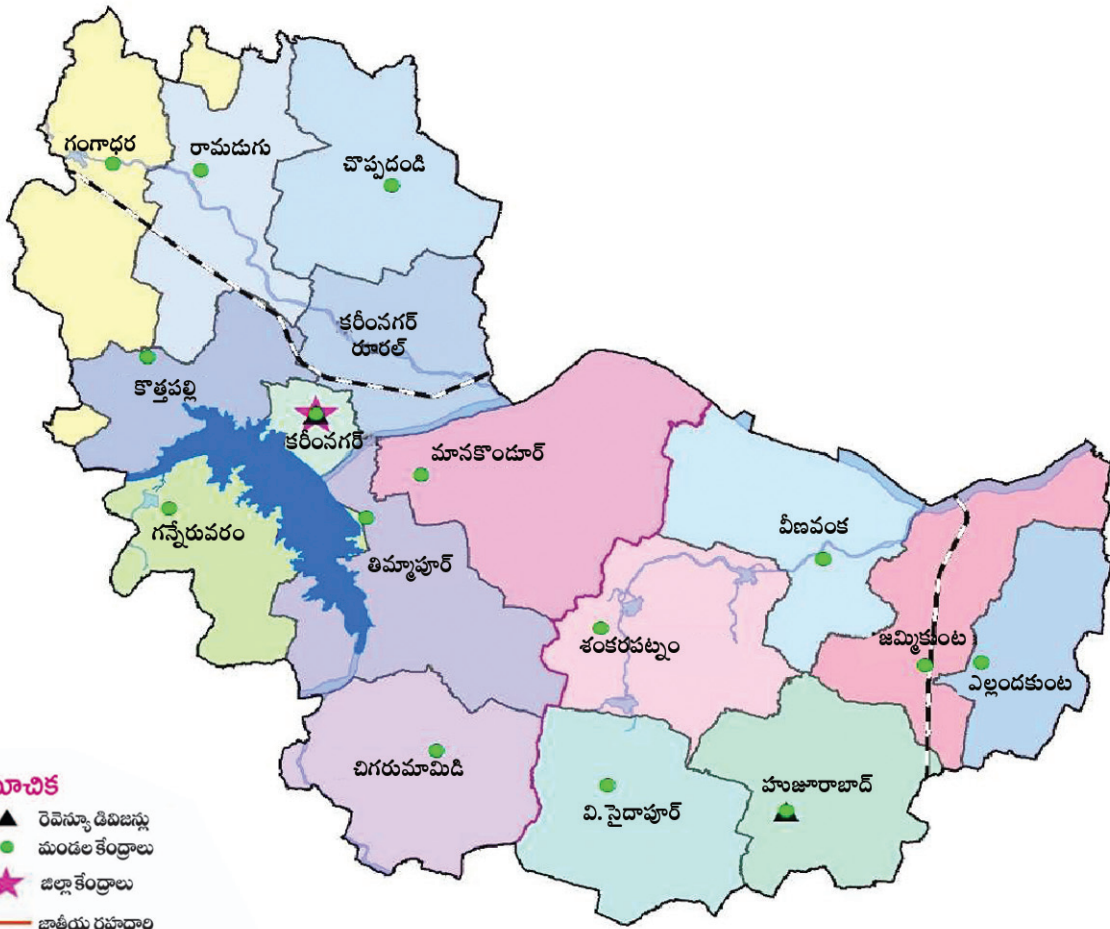 గంగాధర
రామడుగు
చొప్పదండి
కరీంనగర్
రూరల్
కొత్తపల్లి
కరీంనగర్
మానకొండూర్
గన్నేరువరం
తిమ్మాపూర్
వీణవంక
శంకరపట్నం
జమ్మికుంట
ఎల్లందకుంట
చిగురుమామిడి
వి.సైదాపూర్
హుజూరాబాద్
రెవెన్యూ డివిజన్లు
మండల కేంద్రాలు
జిల్లా కేంద్రాలు
జాతీయ రహదారి